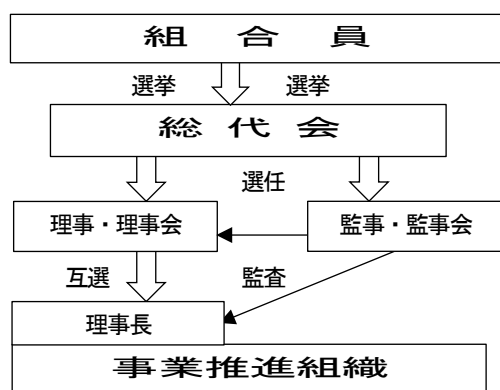 組合員
選挙 選挙
総代会
選任
理事・理事会 監事・監事会
互選 監査
理事長
事業推進組織